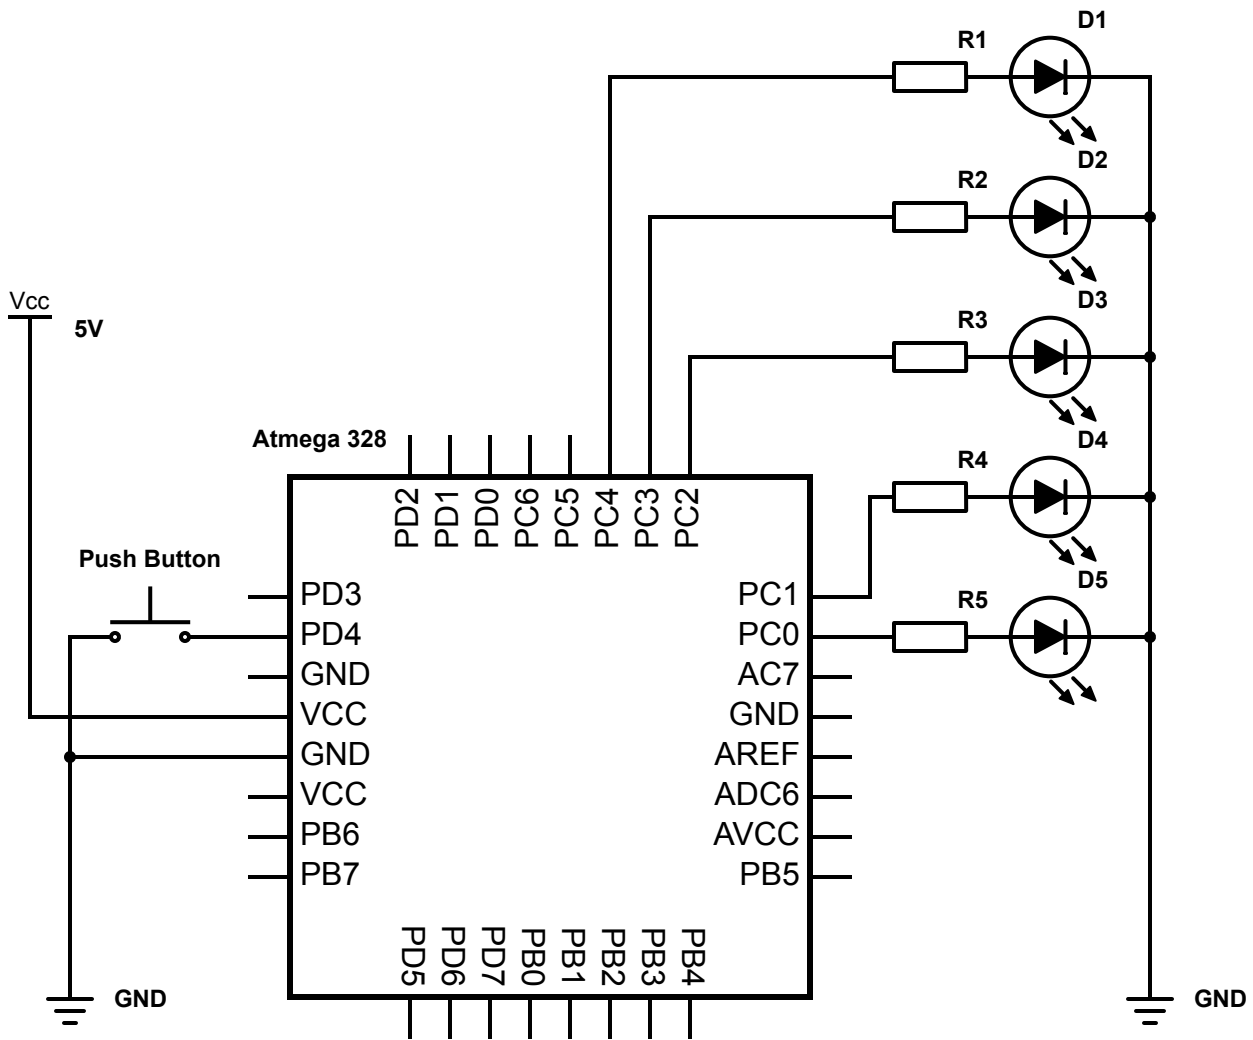 D1
R1
D2
R2
D3
R3
Vcc
5V
D4
R4
Atmega 328
PD2
PD1
PD0
PC6
PC5
PC4
PC3
PC2
Push Button
D5
R5
PD3
PD4
GND
VCC
GND
VCC
PB6
PB7
PC1
PC0
AC7
GND
AREF
ADC6
AVCC
PB5
PD5
PD6
PD7
PB0
PB1
PB2
PB3
PB4
GND
GND